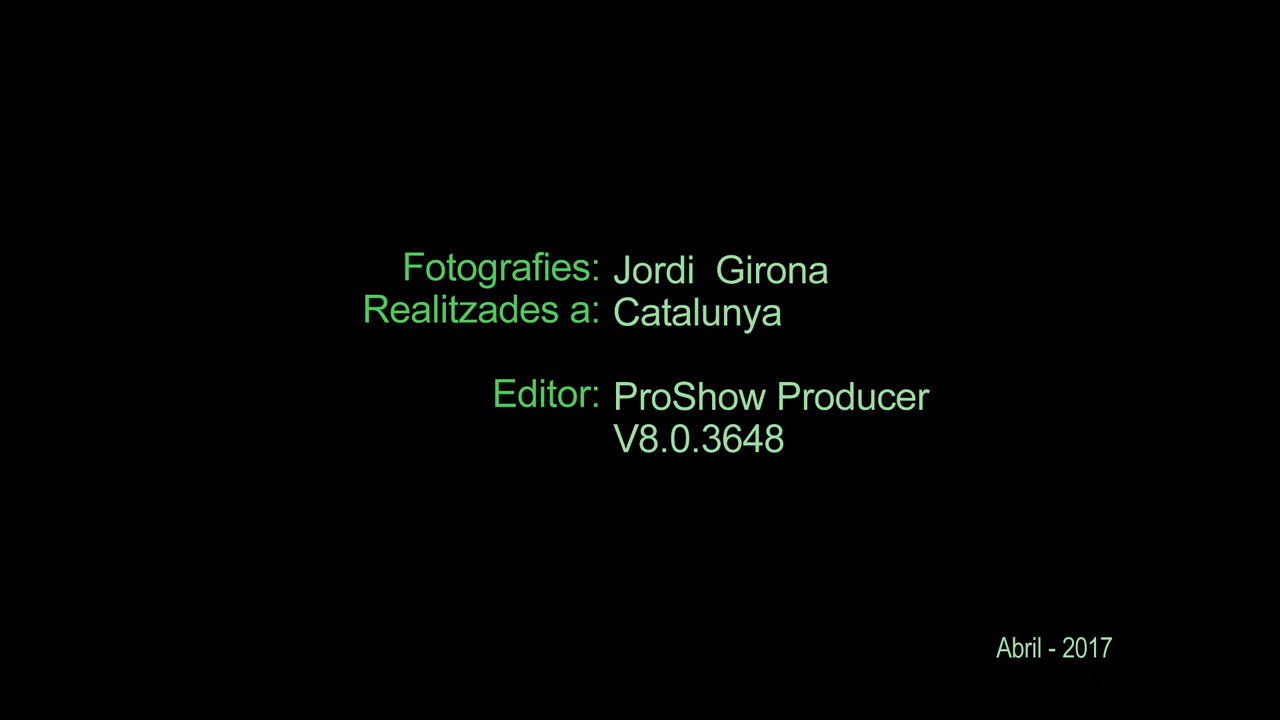 Fotografies: Jordi  Girona
Realitzades a: Catalunya
Editor: ProShow Producer
V8.0.3648
Abril - 2017